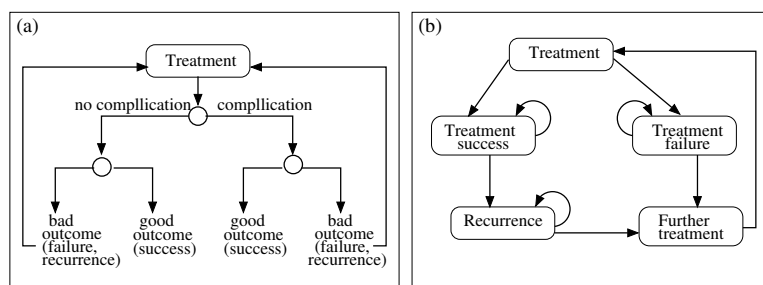 (a)
Treatment
no compllication
compllication
bad
outcome
(failure,
recurrence)
good
outcome
(success)
good
outcome
(success)
bad
outcome
(failure,
recurrence)
(b)
Treatment
Treatment
success
Treatment
failure
Recurrence
Further
treatment